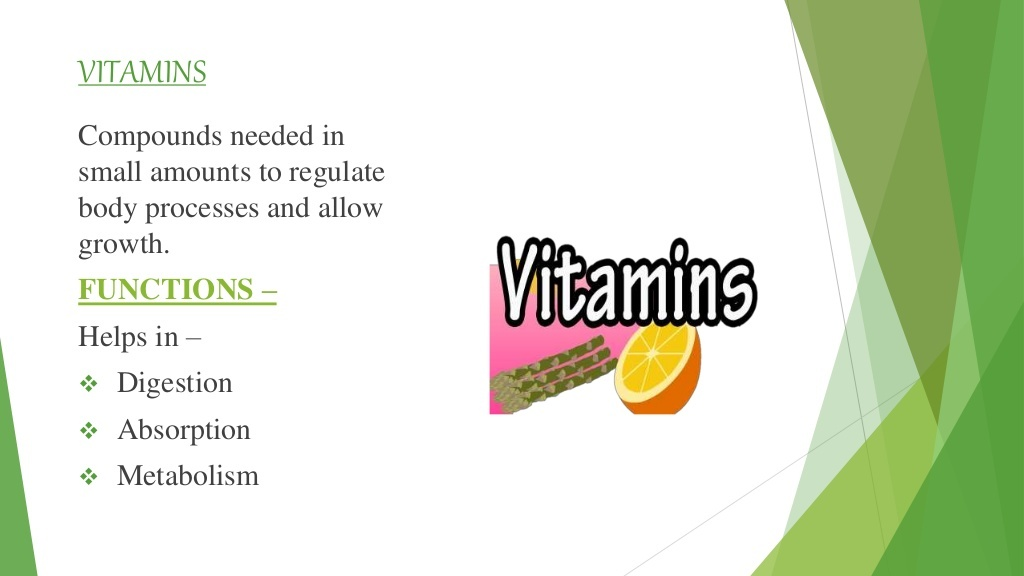 VITAMINS
Compounds needed in
small amounts to regulate
body processes and allow
growth.
FUNCTIONS –
Helps in –
❖ Digestion
❖ Absorption
❖ Metabolism
Vitamins